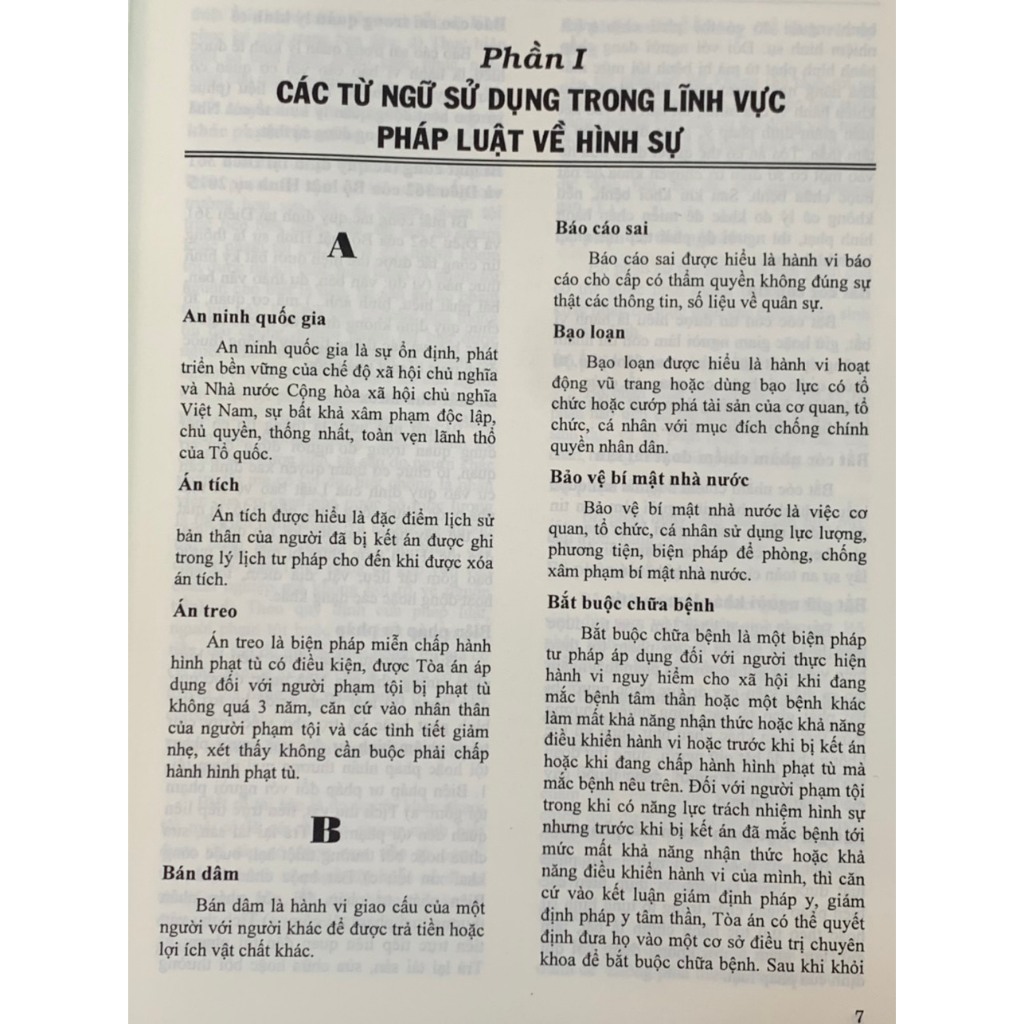 Phần I
CÁC TỪ NGỮ SỬ DỤNG TRONG LĨNH VỰC
PHÁP LUẬT VỀ HÌNH SỰ
A
An ninh quốc gia
An ninh quốc gia là sự ổn định, phát
triển bền vững của chế độ xã hội chủ nghĩa
và Nhà nước Cộng hòa xã hội chủ nghĩa
Việt Nam, sự bất khả xâm phạm độc lập,
chủ quyền, thống nhất, toàn vẹn lãnh thổ
của Tổ quốc.
Án tích
Án tích được hiểu là đặc điểm lịch sử
bản thân của người đã bị kết án được ghi
trong lý lịch tư pháp cho đến khi được xóa
án tích.
Án treo
Án treo là biện pháp miễn chấp hành
hình phạt tù có điều kiện, được Tòa án áp
dụng đối với người phạm tội bị phạt tù
không quá 3 năm, căn cứ vào nhân thân
của người phạm tội và các tình tiết giảm
nhẹ, xét thấy không cần buộc phải chấp
hành hình phạt tù.
B
Bán dâm
Bán dâm là hành vi giao cấu của một
người với người khác để được trả tiền hoặc
lợi ích vật chất khác.
Báo cáo sai
Báo cáo sai được hiểu là hành vi báo
cáo chò cấp có thẩm quyền không đúng sự
thật các thông tin, số liệu về quân sự.
Bạo loạn
Bạo loạn được hiểu là hành vi hoạt
động vũ trang hoặc dùng bạo lực có tổ
chức hoặc cướp phá tài sản của cơ quan, tổ
chức, cá nhân với mục đích chống chính
quyền nhân dân.
Bảo vệ bí mật nhà nước
Bảo vệ bí mật nhà nước là việc cơ
quan, tổ chức, cá nhân sử dụng lực lượng,
phương tiện, biện pháp để phòng, chống
xâm phạm bí mật nhà nước.
Bắt buộc chữa bệnh
Bắt buộc chữa bệnh là một biện pháp
tư pháp áp dụng đối với người thực hiện
hành vi nguy hiểm cho xã hội khi đang
mắc bệnh tâm thần hoặc một bệnh khác
làm mất khả năng nhận thức hoặc khả năng
điều khiển hành vi hoặc trước khi bị kết án
hoặc khi đang chấp hành hình phạt tù mà
mắc bệnh nêu trên. Đối với người phạm tội
trong khi có năng lực trách nhiệm hình sự
nhưng trước khi bị kết án đã mắc bệnh tới
mức mất khả năng nhận thức hoặc khả
năng điều khiển hành vi của mình, thì căn
cứ vào kết luận giám định pháp y, giám
định pháp y tâm thần, Tòa án có thể quyết
định đưa họ vào một cơ sở điều trị chuyên
khoa để bắt buộc chữa bệnh. Sau khi khỏi
7